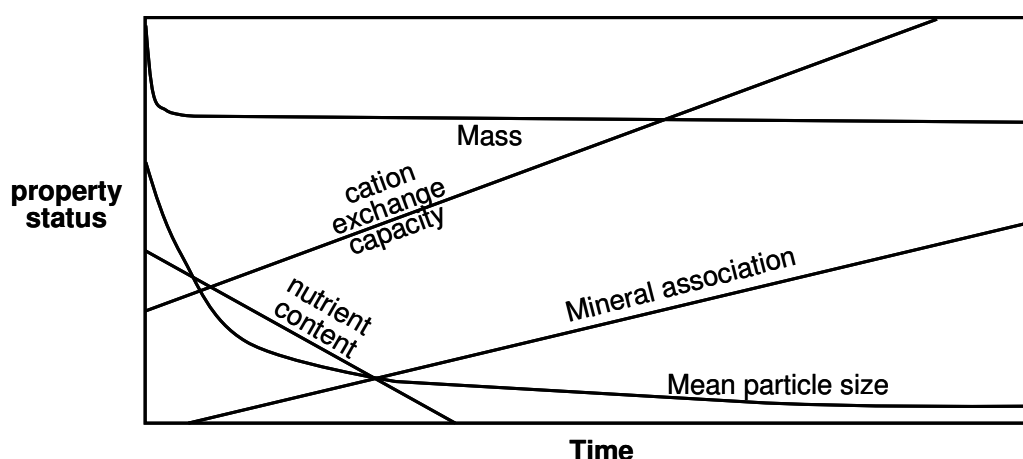 Mass
cation
exchange
capacity
property
status
nutrient
content
Mineral association
Mean particle size
Time